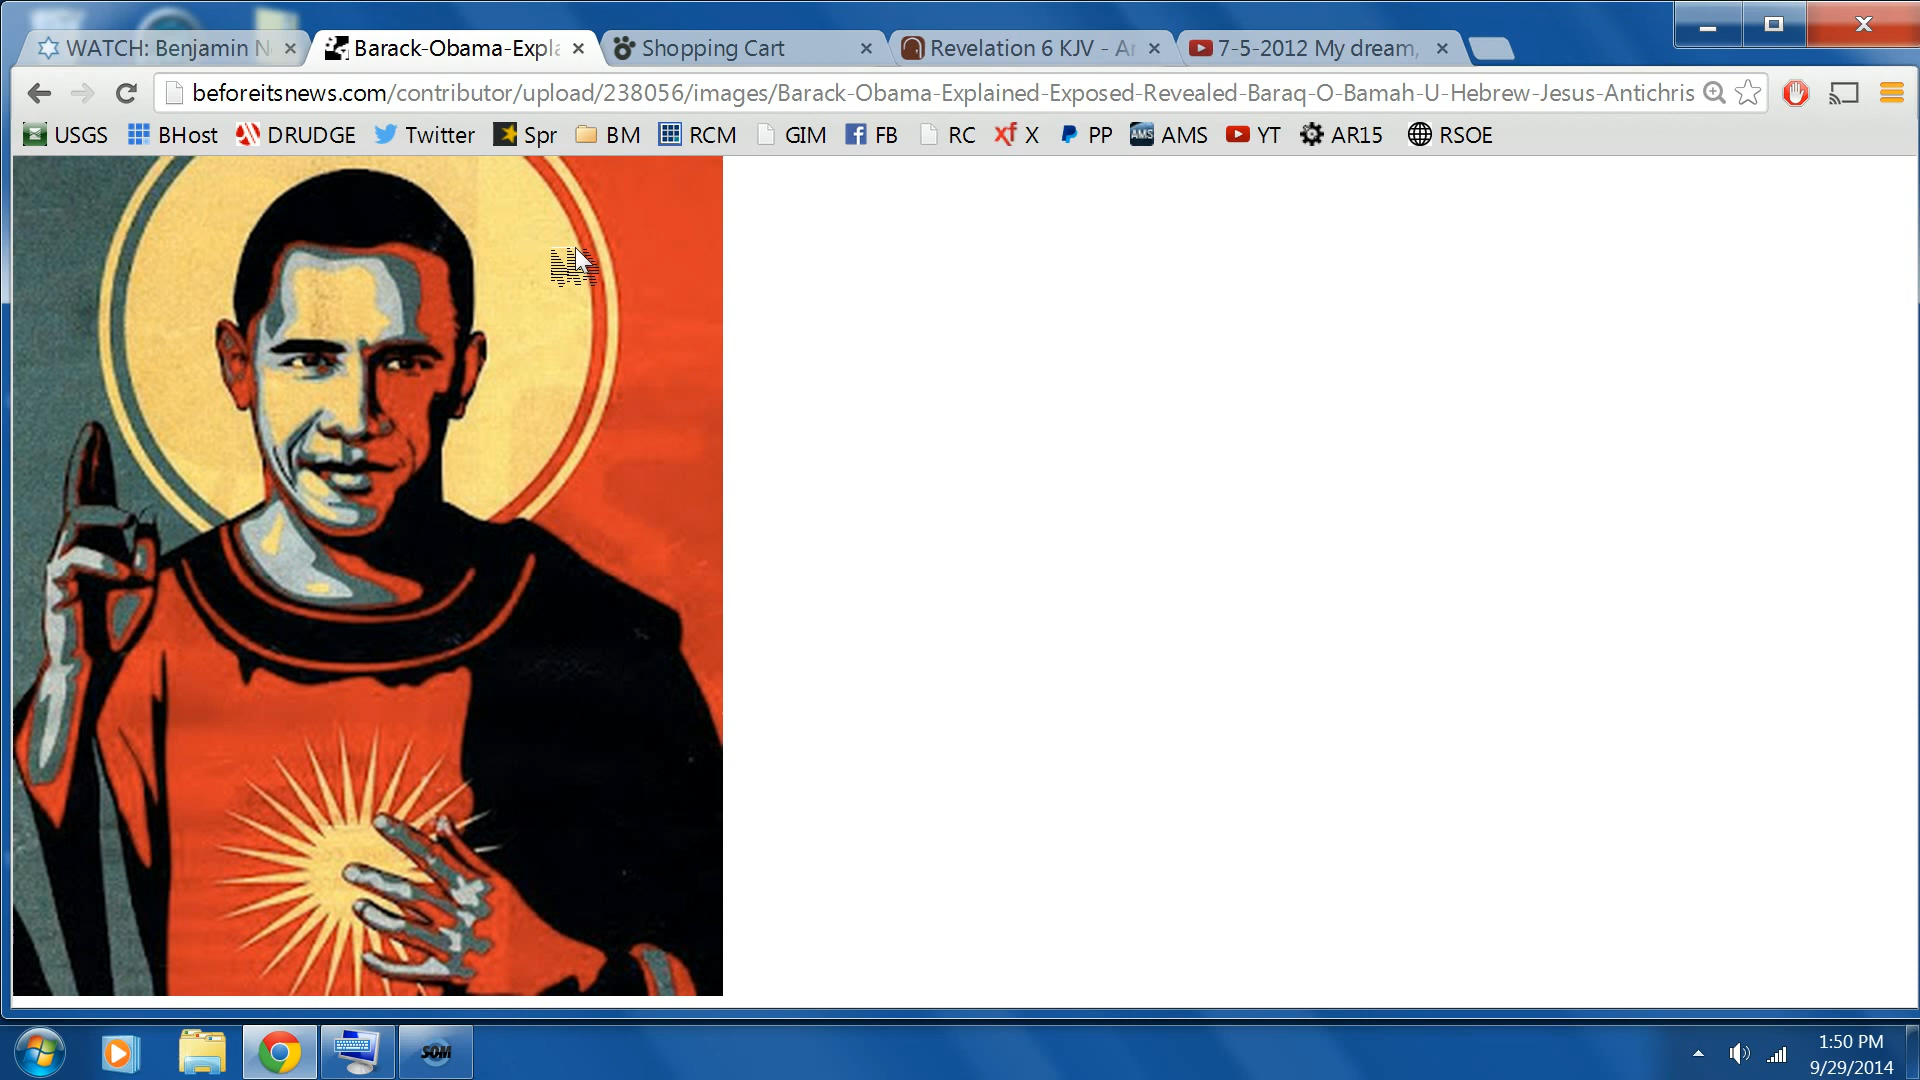 WATCH: Benjamin N
Barack-Obama-Expla
Shopping Cart
Revelation 6 KJV - A
7-5-2012 My dream,
beforeitsnews.com/contributor/upload/238056/images/Barack-Obama-Explained-Exposed-Revealed-Baraq-O-Bamah-U-Hebrew-Jesus-Antichris
USGS BHost DRUDGE Twitter Spr BM RCM GIM FB RC X PP AMS YT AR15 RSOE
SOM
1:50 PM
9/29/2014